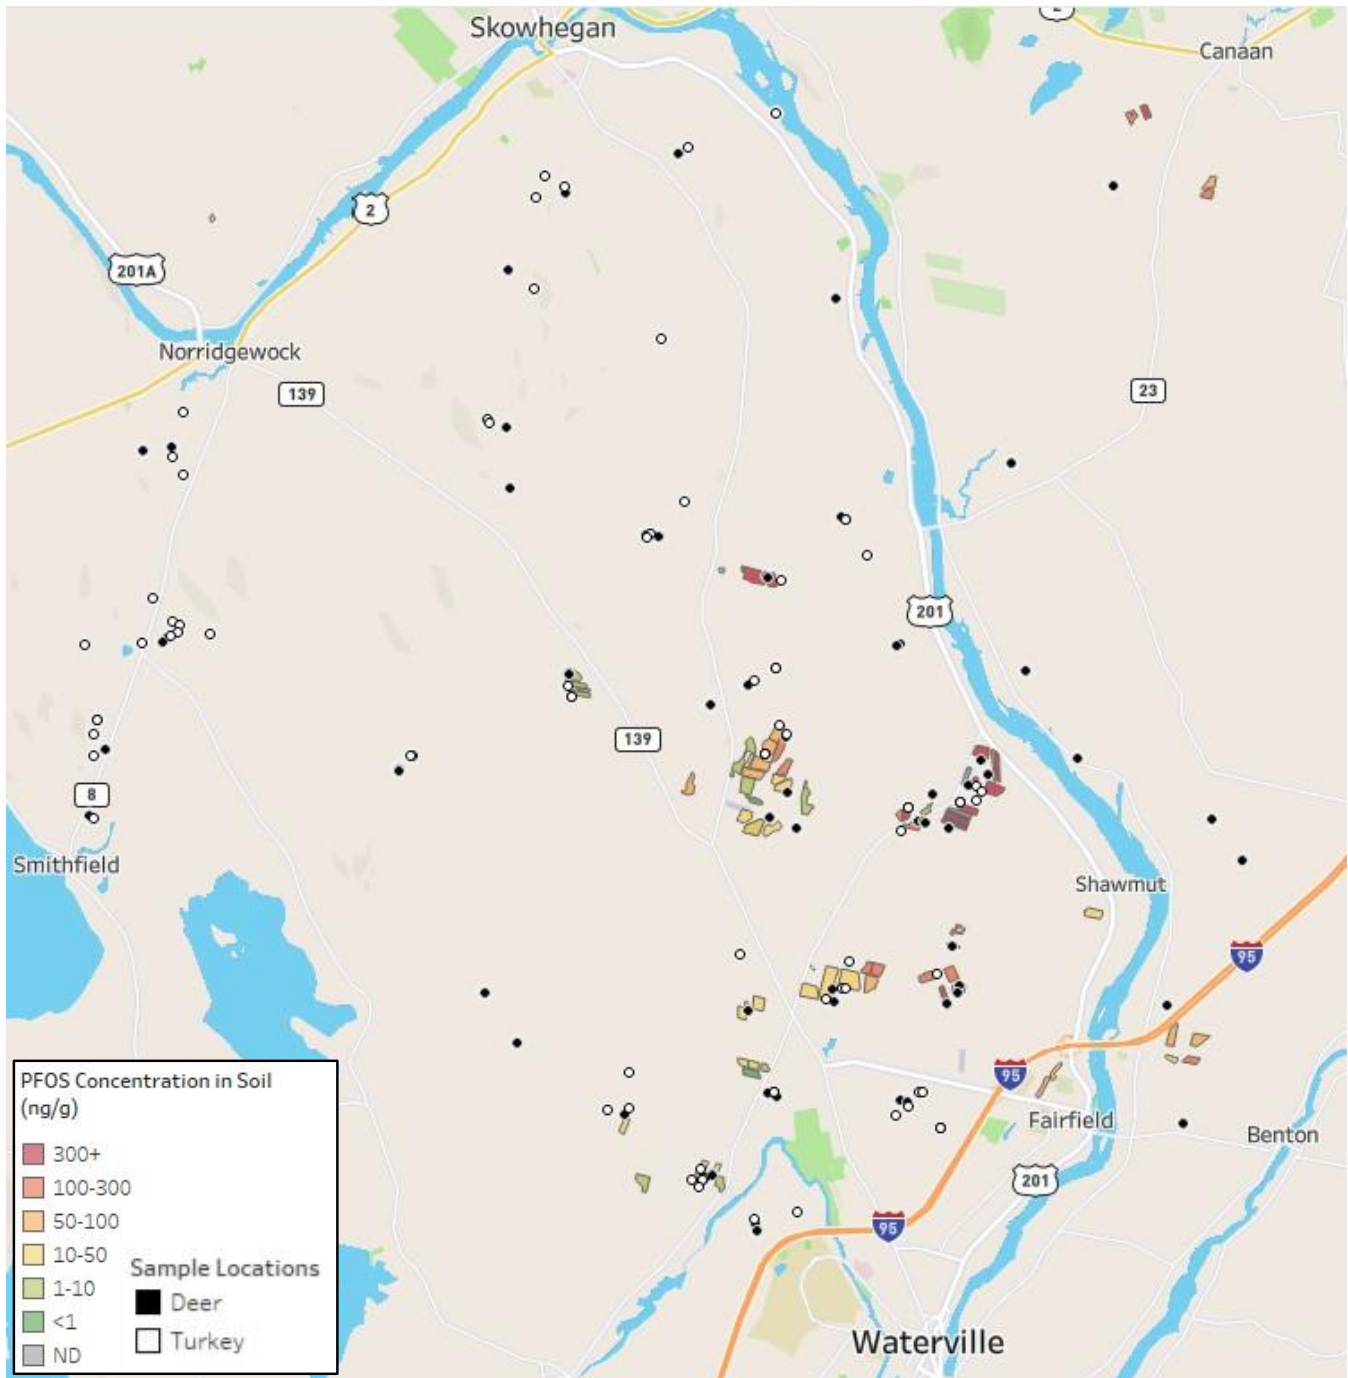 Skowhegan
2
Canaan
2
201A
Norridgewock
139
23
201
139
8
Smithfield
Shawmut
95
PFOS Concentration in Soil
(ng/g)
300+
100-300
50-100
10-50
1-10
<1
ND
Sample Locations
Deer
Turkey
95
Fairfield
Benton
201
95
Waterville